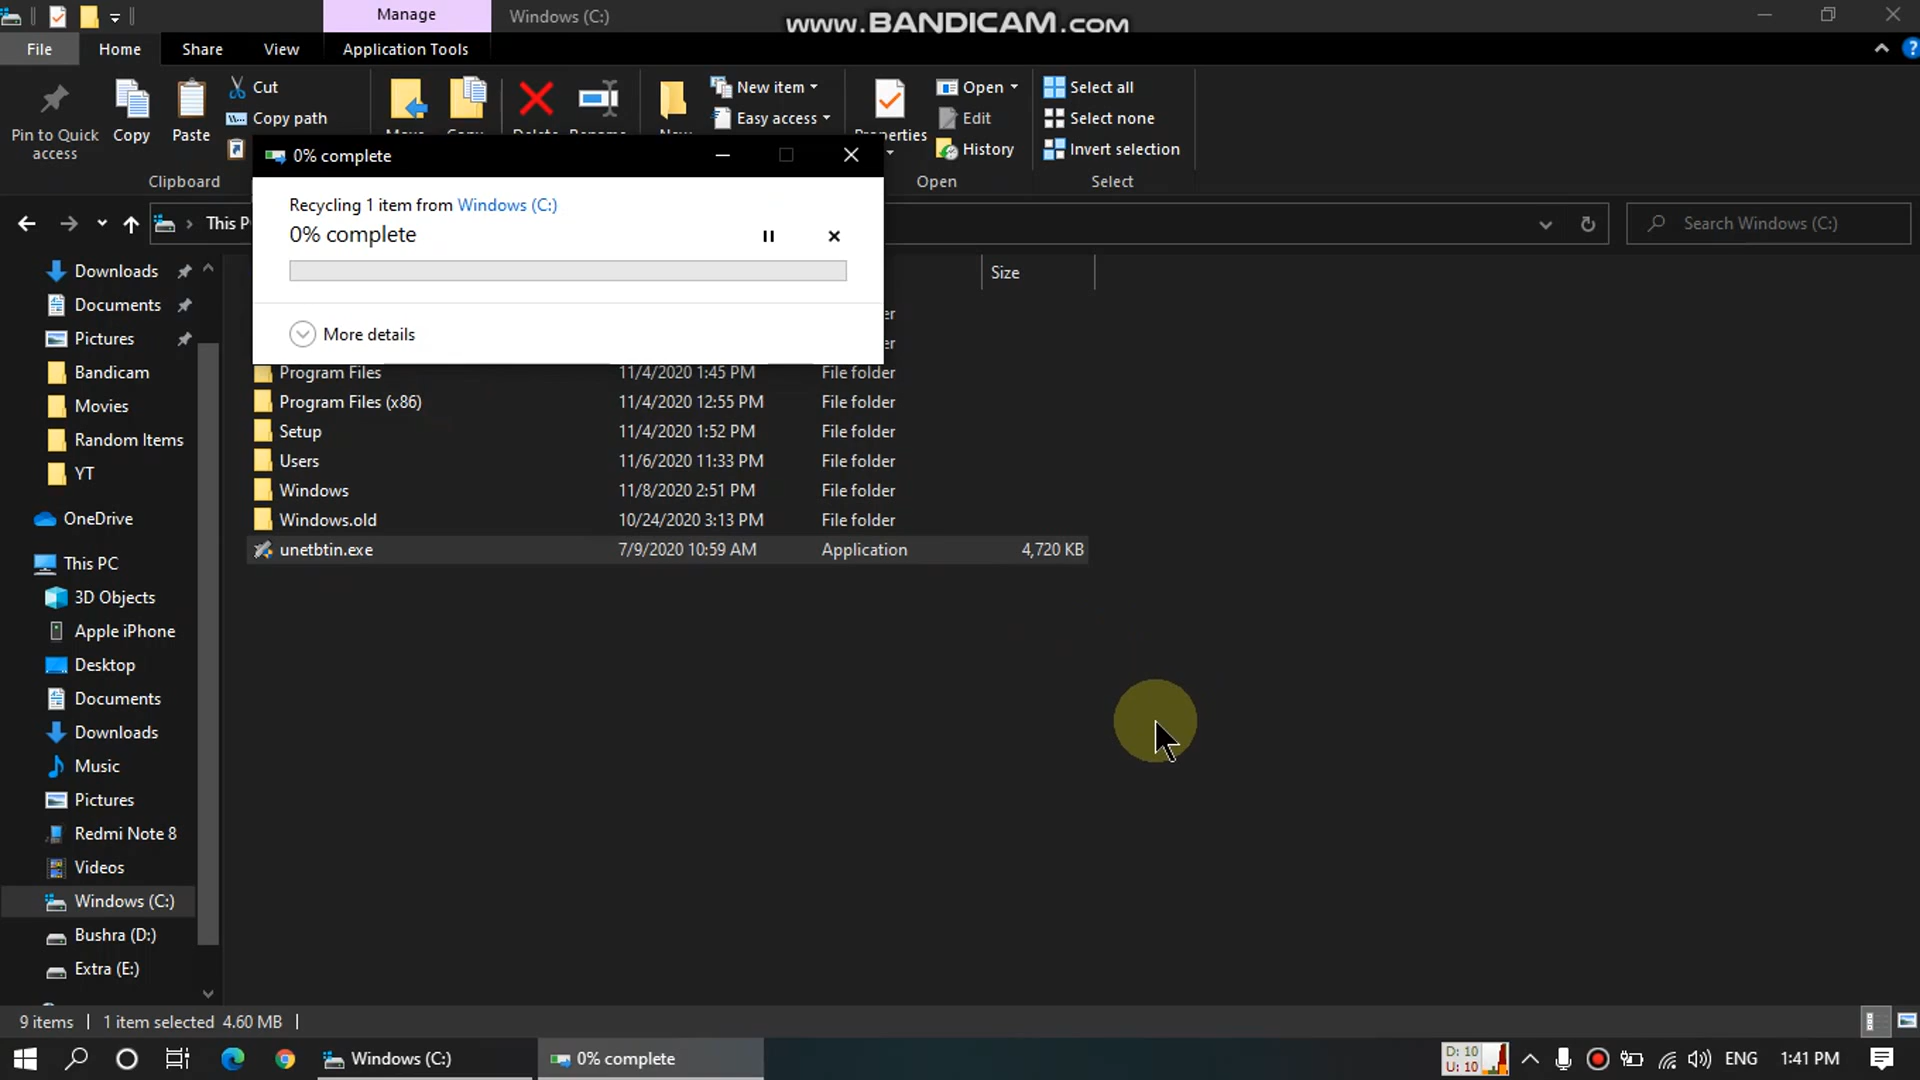 Manage
Windows (C:)
www.BANDICAM.com
File
Home
Share
View
Application Tools
Pin to Quick access
Copy
Paste
Cut
Copy path
Clipboard
New item
Easy access
Properties
Open
Edit
History
Open
Select all
Select none
Invert selection
Select
0% complete
Recycling 1 item from Windows (C:)
0% complete
More details
This P
Search Windows (C:)
Size
Program Files 11/4/2020 1:45 PM File folder
Program Files (x86) 11/4/2020 12:55 PM File folder
Setup 11/4/2020 1:52 PM File folder
Users 11/6/2020 11:33 PM File folder
Windows 11/8/2020 2:51 PM File folder
Windows.old 10/24/2020 3:13 PM File folder
unetbtin.exe 7/9/2020 10:59 AM Application 4,720 KB
Downloads
Documents
Pictures
Bandicam
Movies
Random Items
YT
OneDrive
This PC
3D Objects
Apple iPhone
Desktop
Documents
Downloads
Music
Pictures
Redmi Note 8
Videos
Windows (C:)
Bushra (D:)
Extra (E:)
9 items
1 item selected 4.60 MB
Windows (C:)
0% complete
D: 10
U: 10
ENG
1:41 PM